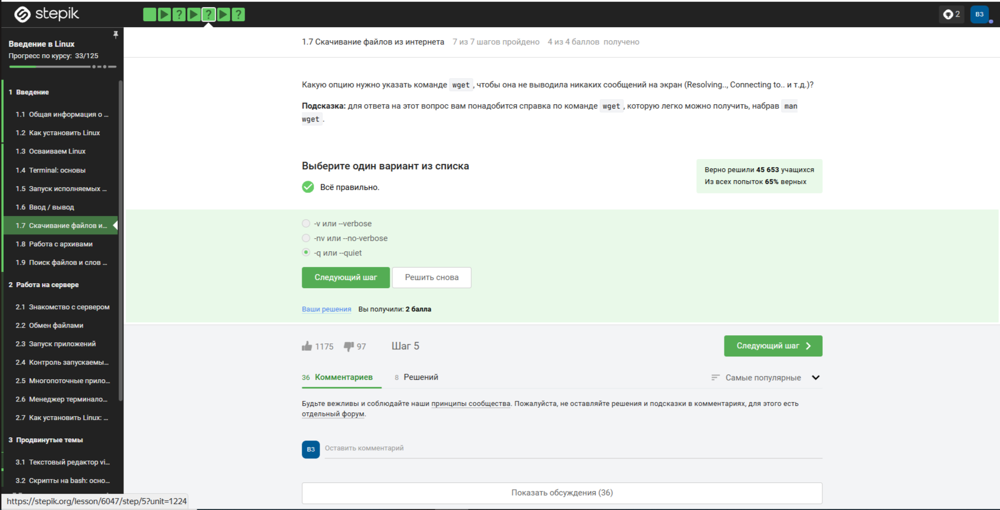 stepik
?
?
?
2
ВЗ
Введение в Linux
Прогресс по курсу: 33/125
1 Введение
1.1 Общая информация о ...
1.2 Как установить Linux
1.3 Осваиваем Linux
1.4 Terminal: основы
1.5 Запуск исполняемых ...
1.6 Ввод / вывод
1.7 Скачивание файлов и...
1.8 Работа с архивами
1.9 Поиск файлов и слов ...
2 Работа на сервере
2.1 Знакомство с сервером
2.2 Обмен файлами
2.3 Запуск приложений
2.4 Контроль запускаемы...
2.5 Многопоточные прило...
2.6 Менеджер терминало...
2.7 Как установить Linux: ...
3 Продвинутые темы
3.1 Текстовый редактор vi...
3.2 Скрипты на bash: осно...
https://stepik.org/lesson/6047/step/5?unit=1224
1.7 Скачивание файлов из интернета 7 из 7 шагов пройдено 4 из 4 баллов получено
Какую опцию нужно указать команде wget , чтобы она не выводила никаких сообщений на экран (Resolving.., Connecting to.. и т.д.)?
Подсказка: для ответа на этот вопрос вам понадобится справка по команде wget , которую легко можно получить, набрав man
wget .
Выберите один вариант из списка
Всё правильно.
Верно решили 45 653 учащихся
Из всех попыток 65% верных
-v или --verbose
-nv или --no-verbose
-q или --quiet
Следующий шаг
Решить снова
Ваши решения Вы получили: 2 балла
1175 97 Шаг 5
Следующий шаг
36 Комментариев 8 Решений
Самые популярные
Будьте вежливы и соблюдайте наши принципы сообщества. Пожалуйста, не оставляйте решения и подсказки в комментариях, для этого есть
отдельный форум.
ВЗ Оставить комментарий
Показать обсуждения (36)